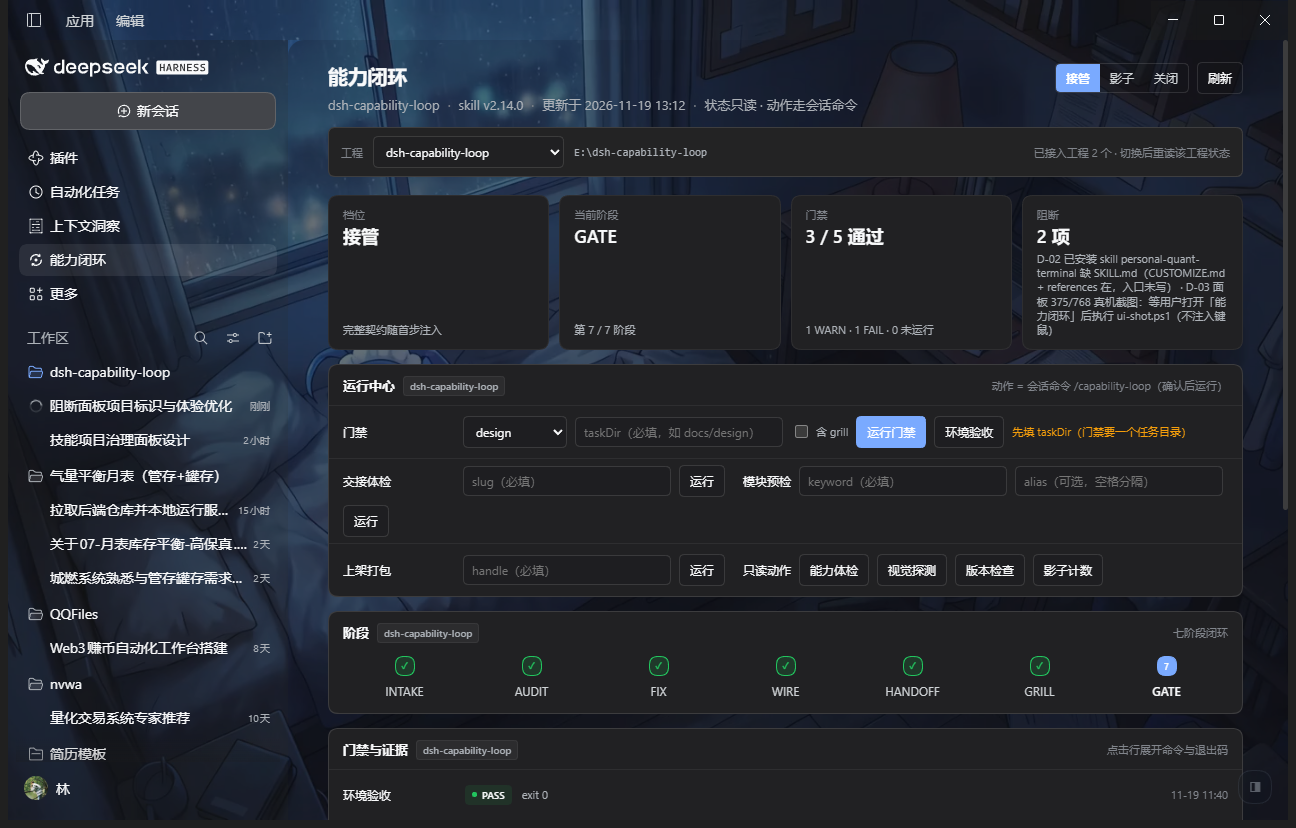 应用 编辑
deepseek HARNESS
新会话
插件
自动化任务
上下文洞察
能力闭环
更多
工作区
dsh-capability-loop
阻断面板项目标识与体验优化 刚刚
技能项目治理面板设计 2小时
气量平衡月表（管存+罐存）
拉取后端仓库并本地运行服... 15小时
关于07-月表库存平衡-高保真.... 2天
城燃系统熟悉与管存罐存需求... 2天
QQFiles
Web3赚币自动化工作台搭建 8天
nvwa
量化交易系统专家推荐 10天
简历模板
林
能力闭环
接管 影子 关闭 刷新
dsh-capability-loop · skill v2.14.0 · 更新于 2026-11-19 13:12 · 状态只读 · 动作走会话命令
工程 dsh-capability-loop E:\dsh-capability-loop 已接入工程 2 个 · 切换后重读该工程状态
档位
接管
完整契约随首步注入
当前阶段
GATE
第 7 / 7 阶段
门禁
3 / 5 通过
1 WARN · 1 FAIL · 0 未运行
阻断
2 项
D-02 已安装 skill personal-quant-
terminal 缺 SKILL.md（CUSTOMIZE.md
+ references 在，入口未写） · D-03 面
板 375/768 真机截图：等用户打开「能
力闭环」后执行 ui-shot.ps1（不注入键
鼠）
运行中心 dsh-capability-loop 动作 = 会话命令 /capability-loop（确认后运行）
门禁 design taskDir（必填，如 docs/design） 含 grill 运行门禁 环境验收 先填 taskDir（门禁要一个任务目录）
交接体检 slug（必填） 运行 模块预检 keyword（必填） alias（可选，空格分隔）
运行
上架打包 handle（必填） 运行 只读动作 能力体检 视觉探测 版本检查 影子计数
阶段 dsh-capability-loop 七阶段闭环
7
INTAKE AUDIT FIX WIRE HANDOFF GRILL GATE
门禁与证据 dsh-capability-loop 点击行展开命令与退出码
环境验收 PASS exit 0 11-19 11:40